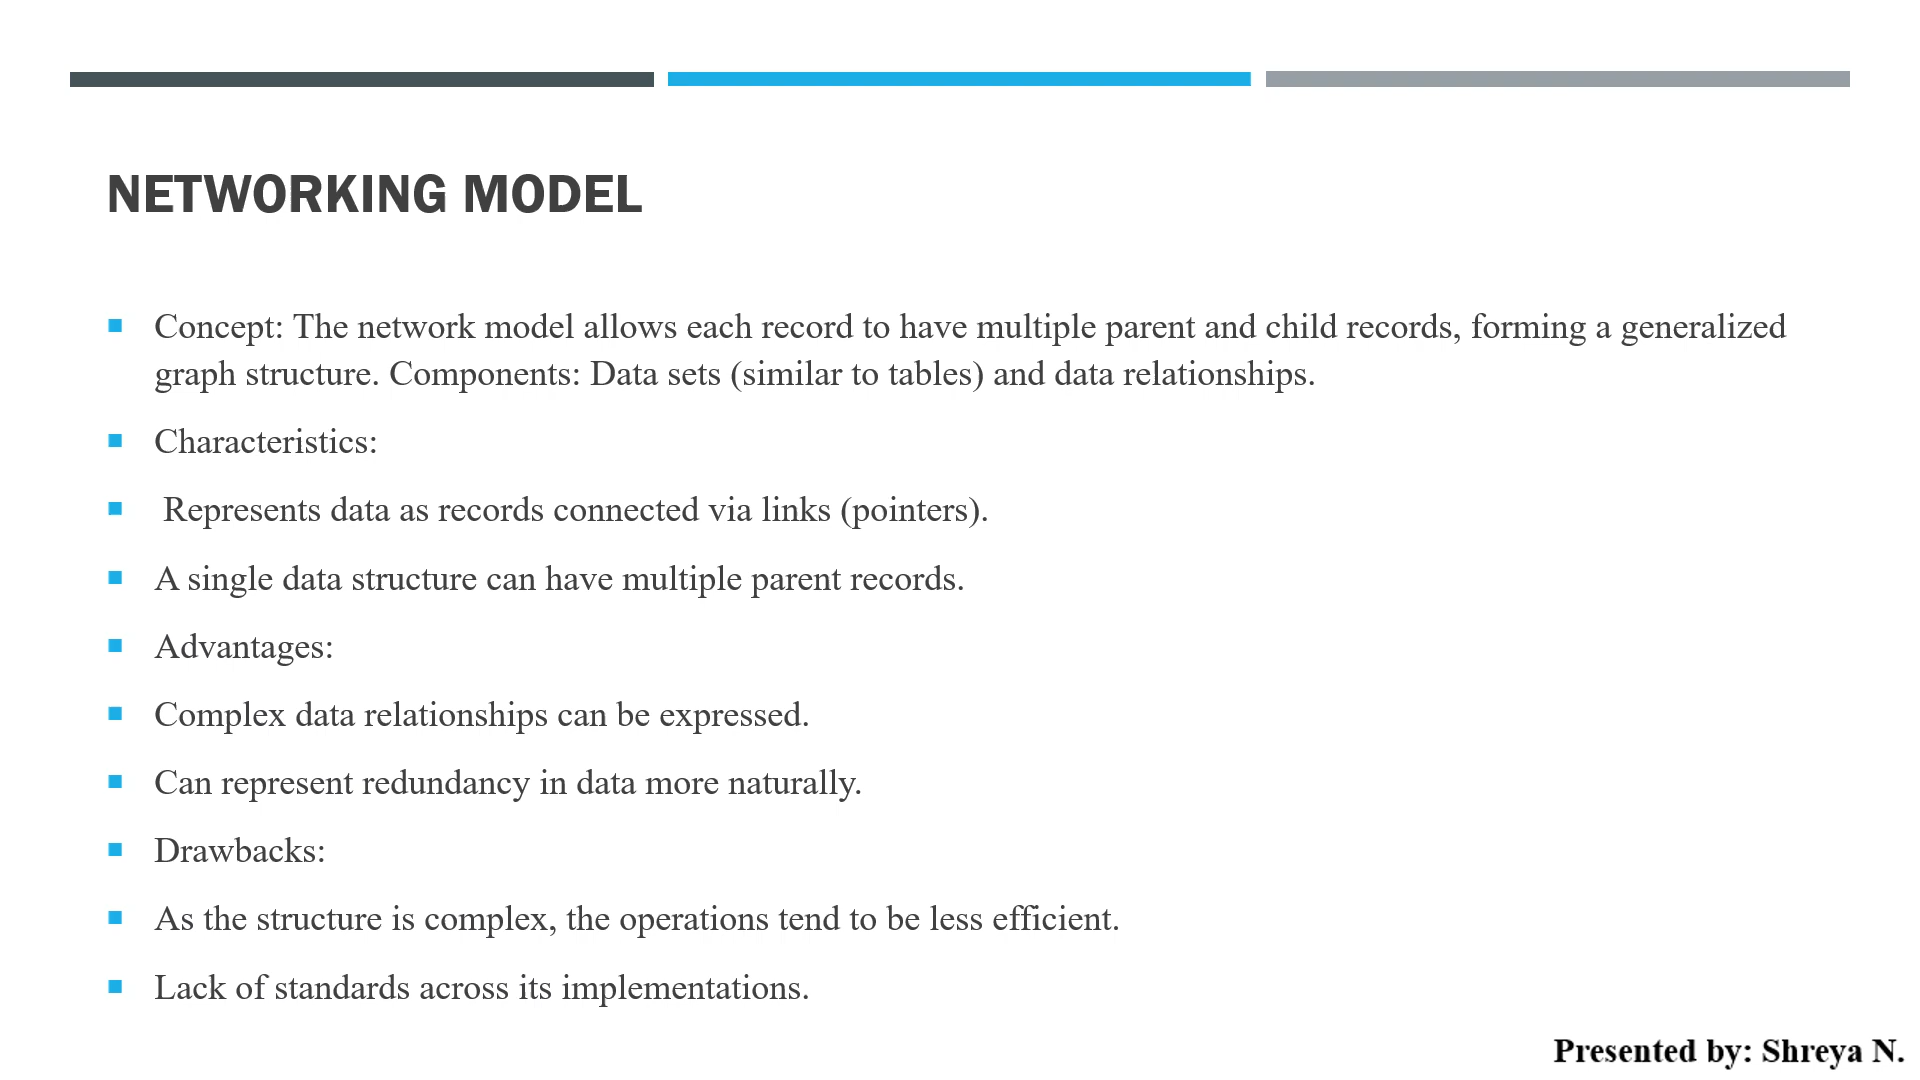 NETWORKING MODEL
Concept: The network model allows each record to have multiple parent and child records, forming a generalized
graph structure. Components: Data sets (similar to tables) and data relationships.
Characteristics:
Represents data as records connected via links (pointers).
A single data structure can have multiple parent records.
Advantages:
Complex data relationships can be expressed.
Can represent redundancy in data more naturally.
Drawbacks:
As the structure is complex, the operations tend to be less efficient.
Lack of standards across its implementations.
Presented by: Shreya N.